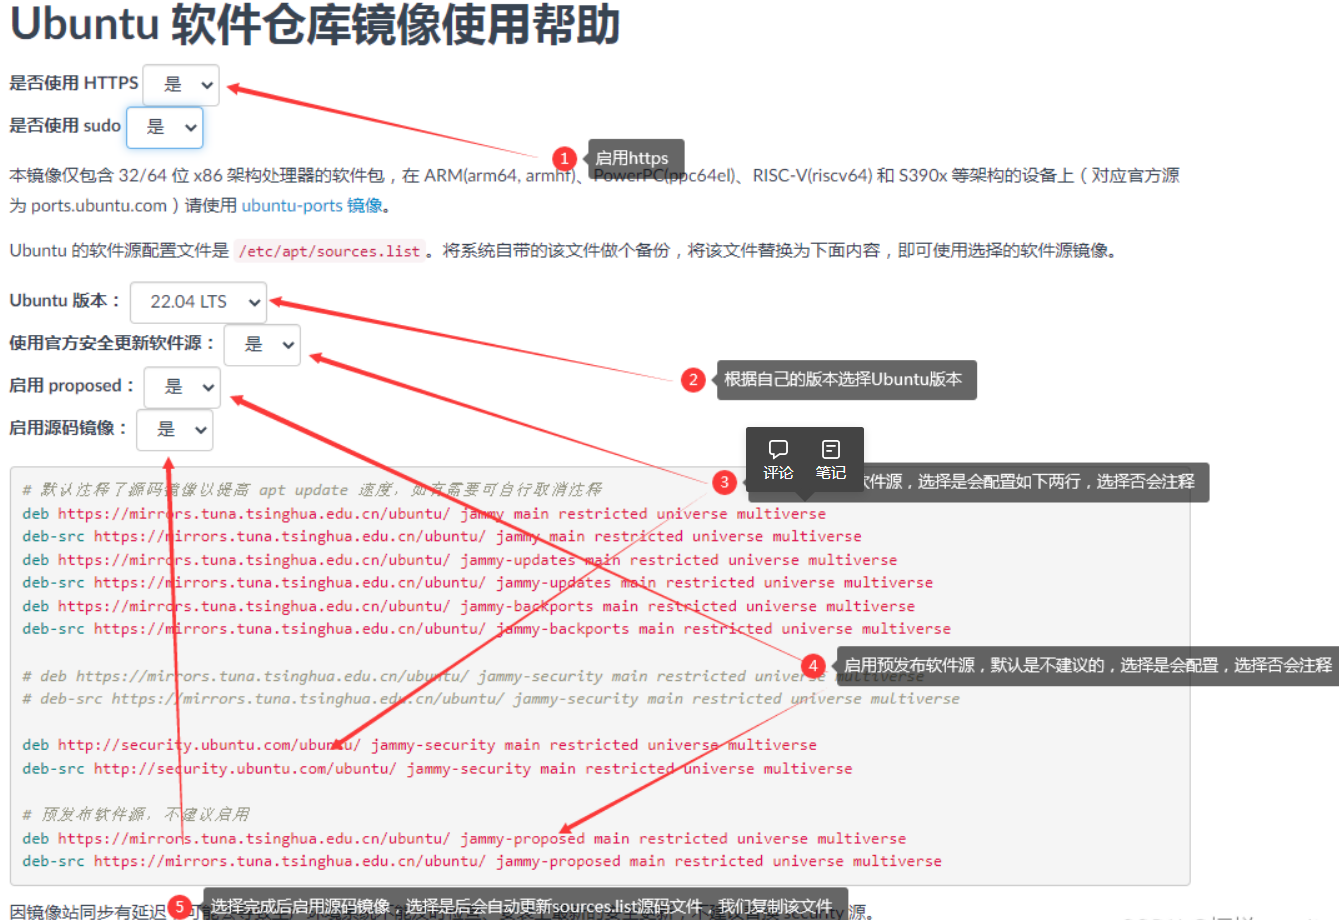 Ubuntu 软件仓库镜像使用帮助
是否使用 HTTPS 是
是否使用 sudo 是
1 启用https
本镜像仅包含 32/64 位 x86 架构处理器的软件包，在 ARM(arm64, armhf)、PowerPC(ppc64el)、RISC-V(riscv64) 和 S390x 等架构的设备上（对应官方源
为 ports.ubuntu.com）请使用 ubuntu-ports 镜像。
Ubuntu 的软件源配置文件是 /etc/apt/sources.list 。将系统自带的该文件做个备份，将该文件替换为下面内容，即可使用选择的软件源镜像。
Ubuntu 版本： 22.04 LTS
使用官方安全更新软件源： 是
2 根据自己的版本选择Ubuntu版本
启用 proposed： 是
启用源码镜像： 是
评论 笔记
3 软件源，选择是会配置如下两行，选择否会注释
# 默认注释了源码镜像以提高 apt update 速度，如有需要可自行取消注释
deb https://mirrors.tuna.tsinghua.edu.cn/ubuntu/ jammy main restricted universe multiverse
deb-src https://mirrors.tuna.tsinghua.edu.cn/ubuntu/ jammy main restricted universe multiverse
deb https://mirrors.tuna.tsinghua.edu.cn/ubuntu/ jammy-updates main restricted universe multiverse
deb-src https://mirrors.tuna.tsinghua.edu.cn/ubuntu/ jammy-updates main restricted universe multiverse
deb https://mirrors.tuna.tsinghua.edu.cn/ubuntu/ jammy-backports main restricted universe multiverse
deb-src https://mirrors.tuna.tsinghua.edu.cn/ubuntu/ jammy-backports main restricted universe multiverse
4 启用预发布软件源，默认是不建议的，选择是会配置，选择否会注释
# deb https://mirrors.tuna.tsinghua.edu.cn/ubuntu/ jammy-security main restricted universe multiverse
# deb-src https://mirrors.tuna.tsinghua.edu.cn/ubuntu/ jammy-security main restricted universe multiverse
deb http://security.ubuntu.com/ubuntu/ jammy-security main restricted universe multiverse
deb-src http://security.ubuntu.com/ubuntu/ jammy-security main restricted universe multiverse
# 预发布软件源，不建议启用
deb https://mirrors.tuna.tsinghua.edu.cn/ubuntu/ jammy-proposed main restricted universe multiverse
deb-src https://mirrors.tuna.tsinghua.edu.cn/ubuntu/ jammy-proposed main restricted universe multiverse
5 选择完成后启用源码镜像，选择是后会自动更新sources.list源码文件，我们复制该文件
因镜像站同步有延迟 源。